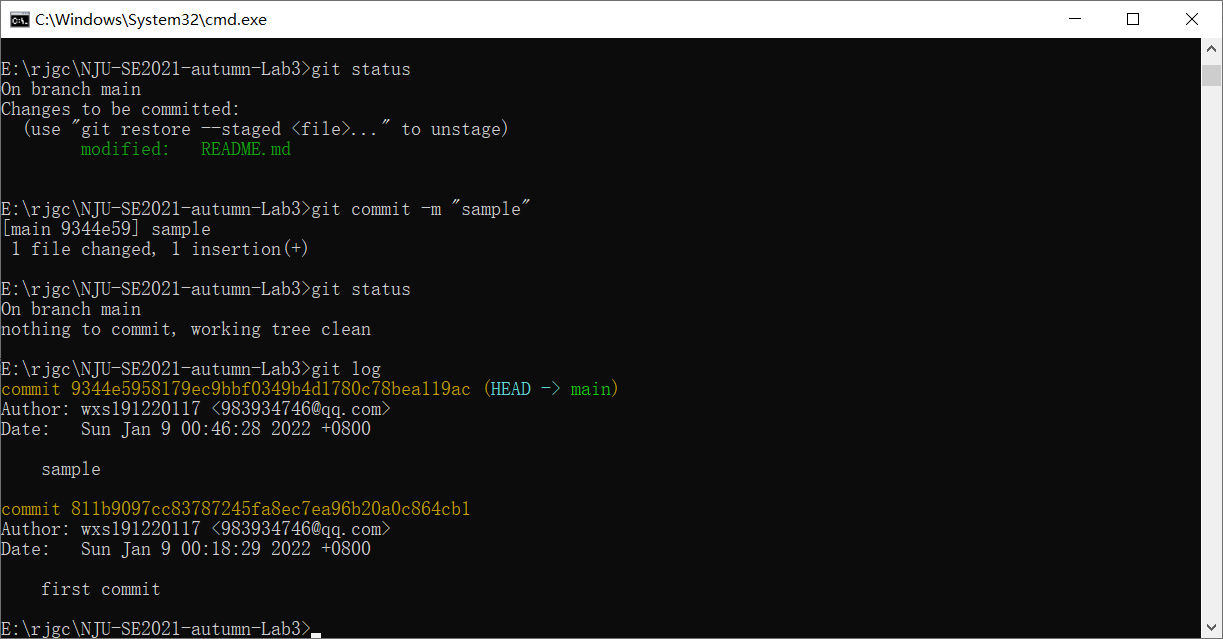 C:\Windows\System32\cmd.exe
E:\rjgc\NJU-SE2021-autumn-Lab3>git status
On branch main
Changes to be committed:
  (use "git restore --staged <file>..." to unstage)
        modified:   README.md
E:\rjgc\NJU-SE2021-autumn-Lab3>git commit -m "sample"
[main 9344e59] sample
 1 file changed, 1 insertion(+)
E:\rjgc\NJU-SE2021-autumn-Lab3>git status
On branch main
nothing to commit, working tree clean
E:\rjgc\NJU-SE2021-autumn-Lab3>git log
commit 9344e5958179ec9bbf0349b4d1780c78bea119ac (HEAD -> main)
Author: wxs191220117 <983934746@qq.com>
Date:   Sun Jan 9 00:46:28 2022 +0800
    sample
commit 811b9097cc83787245fa8ec7ea96b20a0c864cb1
Author: wxs191220117 <983934746@qq.com>
Date:   Sun Jan 9 00:18:29 2022 +0800
    first commit
E:\rjgc\NJU-SE2021-autumn-Lab3>